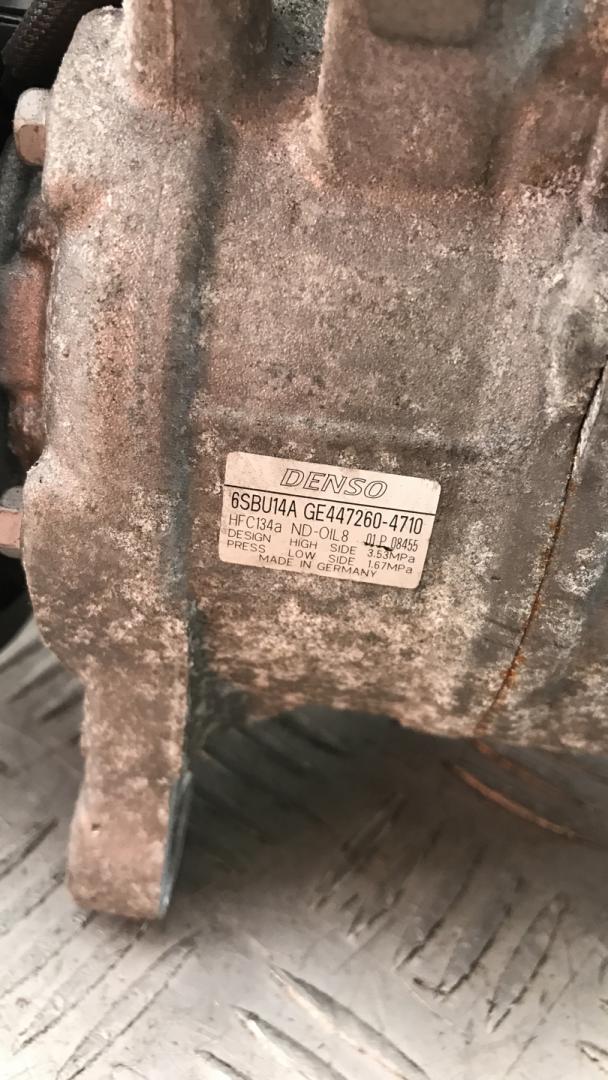 DENSO
6SBU14A GE447260-4710
HFC134a ND-OIL8 01 P 08455
DESIGN HIGH SIDE 3.53MPa
PRESS LOW SIDE 1.67MPa
MADE IN GERMANY